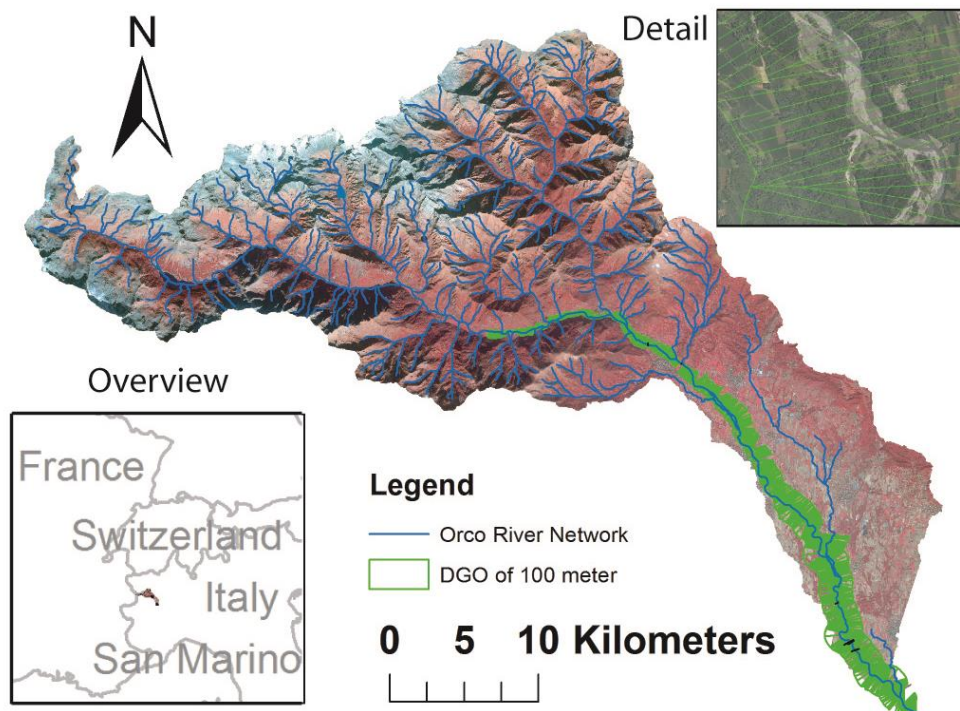 N
Detail
Overview
France
Switzerland
Italy
San Marino
Legend
Orco River Network
DGO of 100 meter
0 5 10 Kilometers